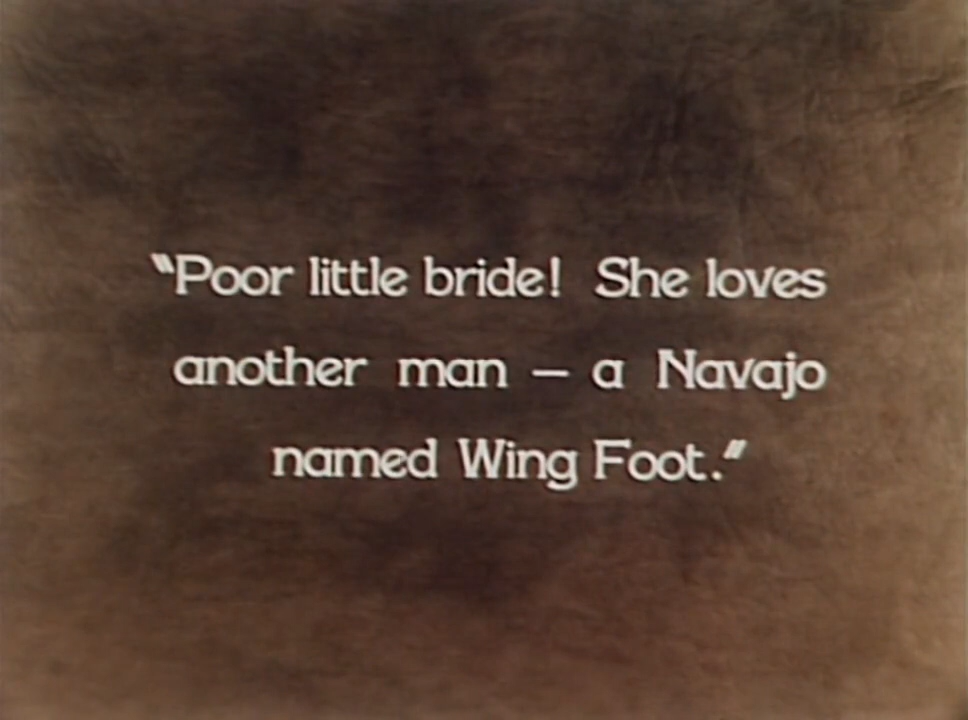 "Poor little bride! She loves
another man — a Navajo
named Wing Foot."